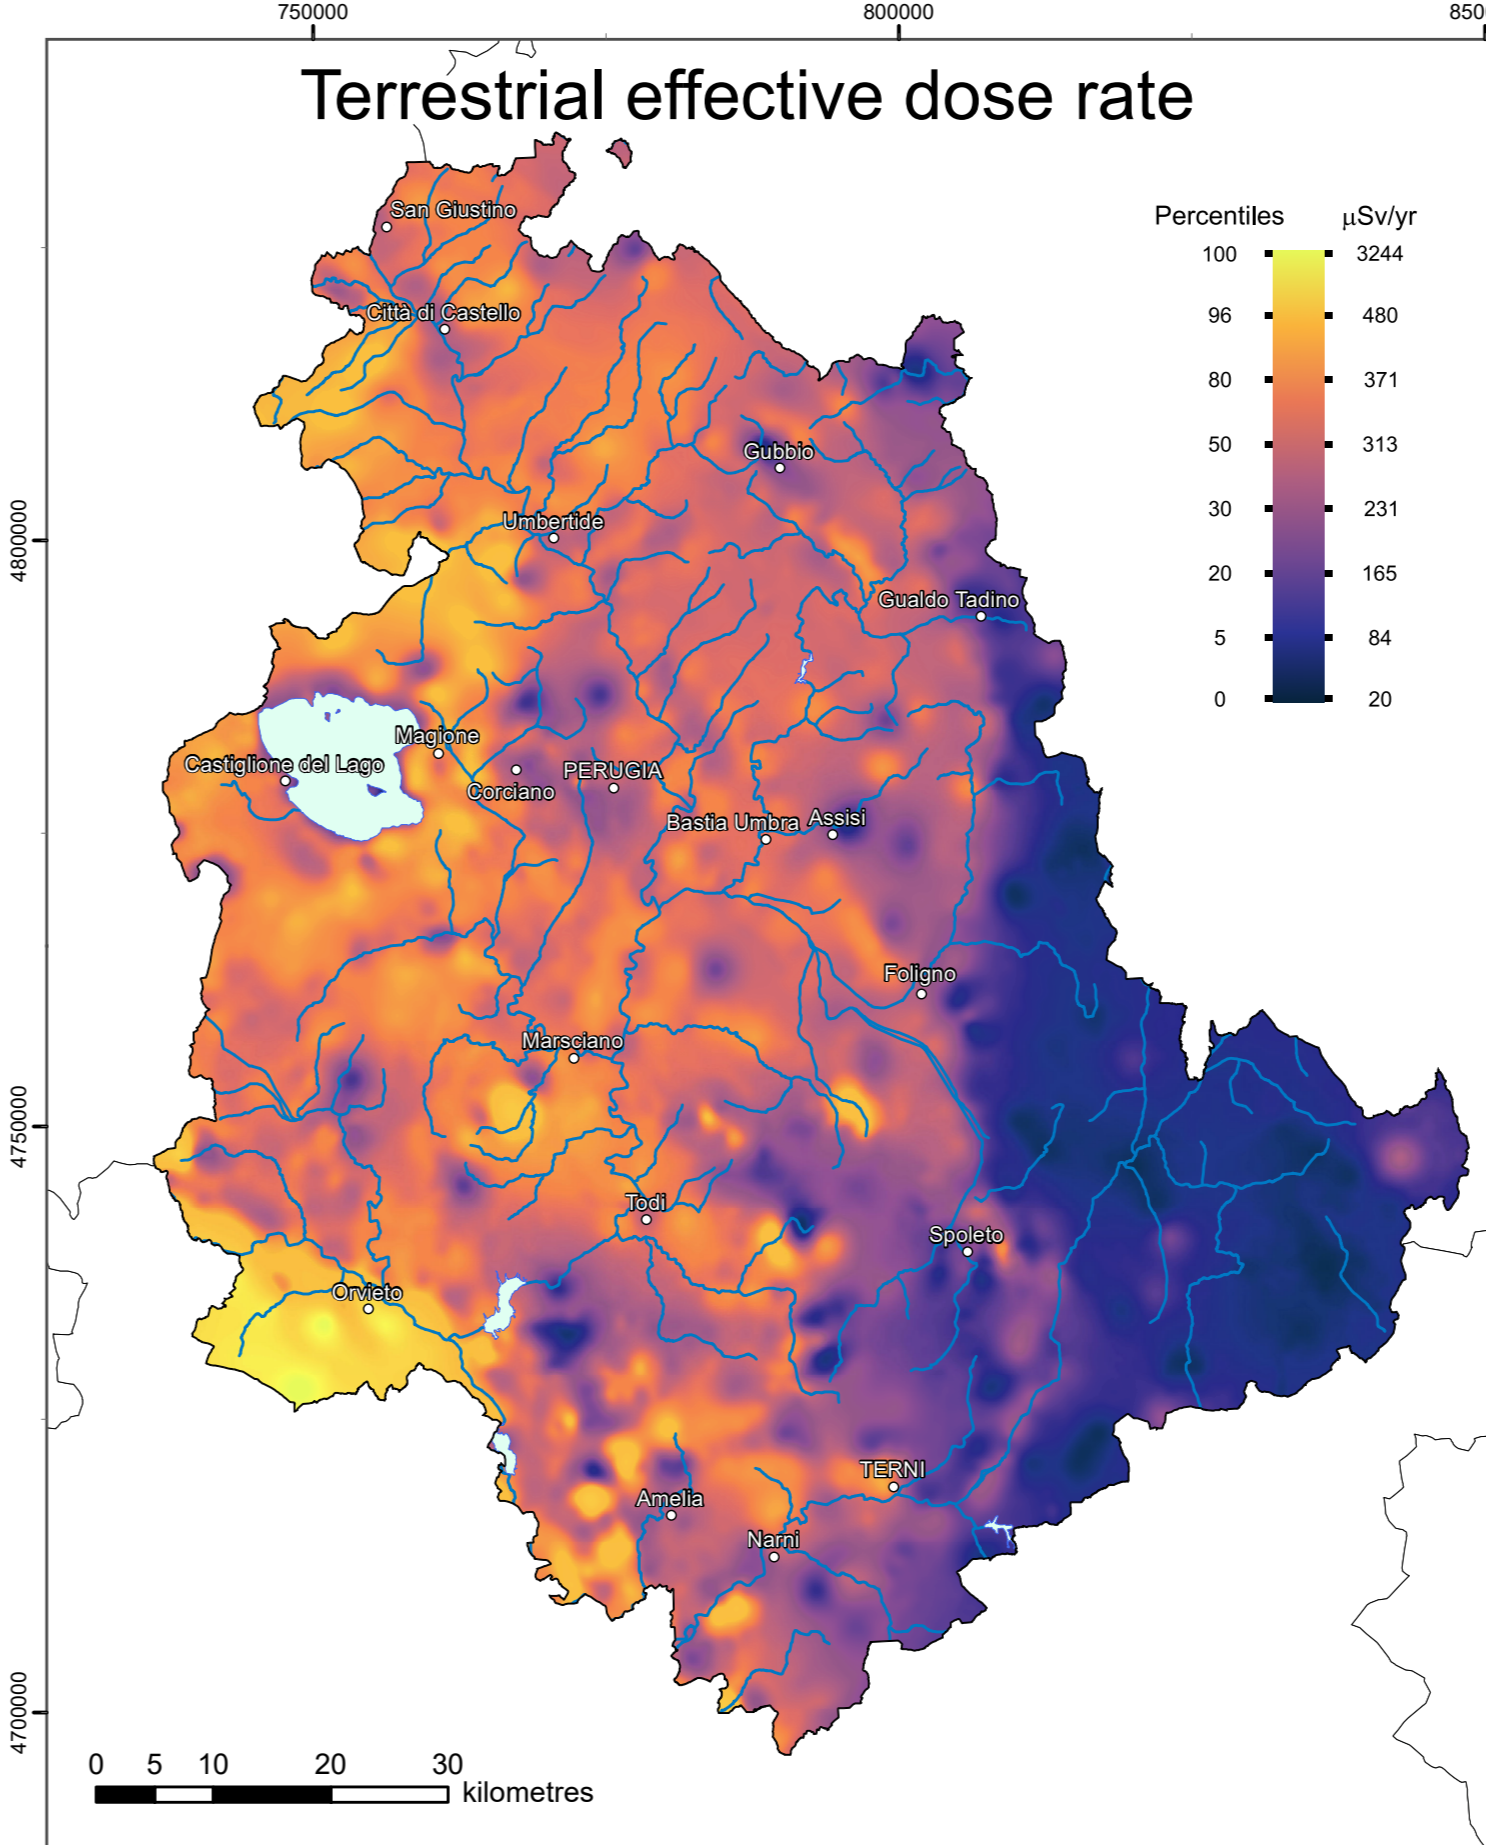 750000 800000 850
Terrestrial effective dose rate
San Giustino
Percentiles μSv/yr
100 3244
Città di Castello
96 480
80 371
50 313
Gubbio
30 231
Umbertide
4800000
20 165
Gualdo Tadino
5 84
0 20
Magione
Castiglione del Lago
PERUGIA
Corciano
Bastia Umbra
Assisi
Foligno
Marsciano
4750000
Todi
Spoleto
Orvieto
TERNI
Amelia
Narni
4700000
0 5 10 20 30
kilometres